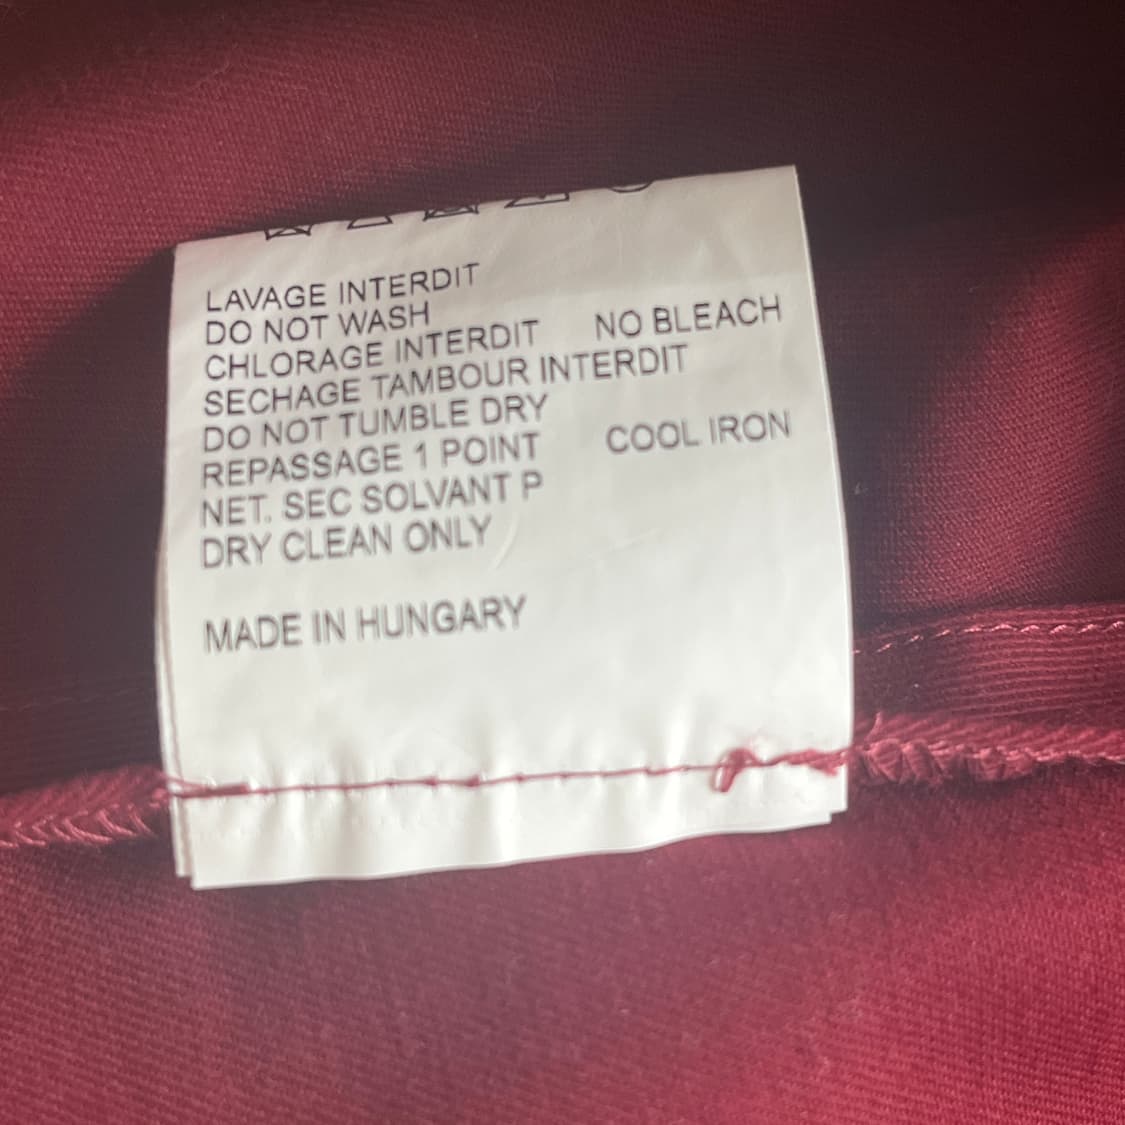 LAVAGE INTERDIT
DO NOT WASH
CHLORAGE INTERDIT NO BLEACH
SECHAGE TAMBOUR INTERDIT
DO NOT TUMBLE DRY
REPASSAGE 1 POINT COOL IRON
NET. SEC SOLVANT P
DRY CLEAN ONLY
MADE IN HUNGARY